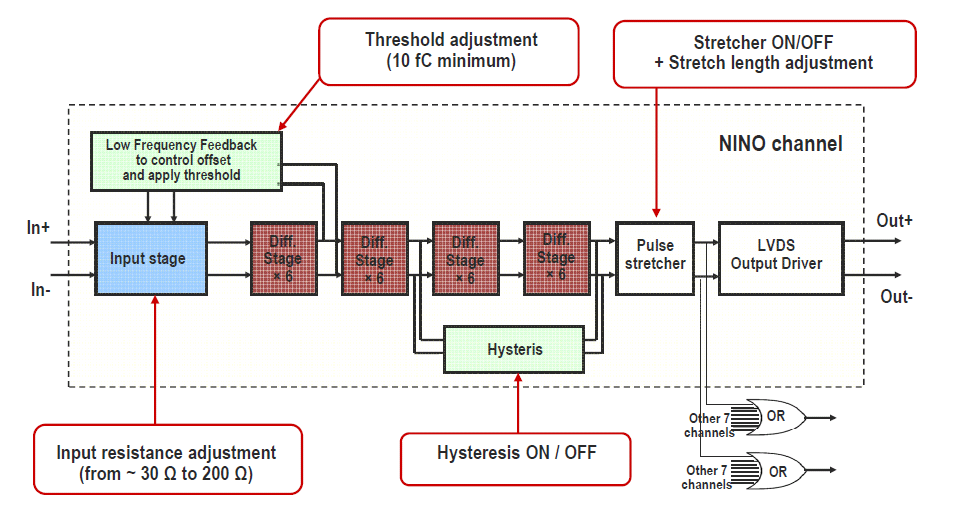 Threshold adjustment
(10 fC minimum)
Stretcher ON/OFF
+ Stretch length adjustment
NINO channel
Low Frequency Feedback
to control offset
and apply threshold
In+
In-
Input stage
Diff.
Stage
× 6
Diff.
Stage
× 6
Diff.
Stage
× 6
Diff.
Stage
× 6
Pulse
stretcher
LVDS
Output Driver
Out+
Out-
Hysteris
Input resistance adjustment
(from ~ 30 Ω to 200 Ω)
Hysteresis ON / OFF
Other 7
channels
OR
Other 7
channels
OR